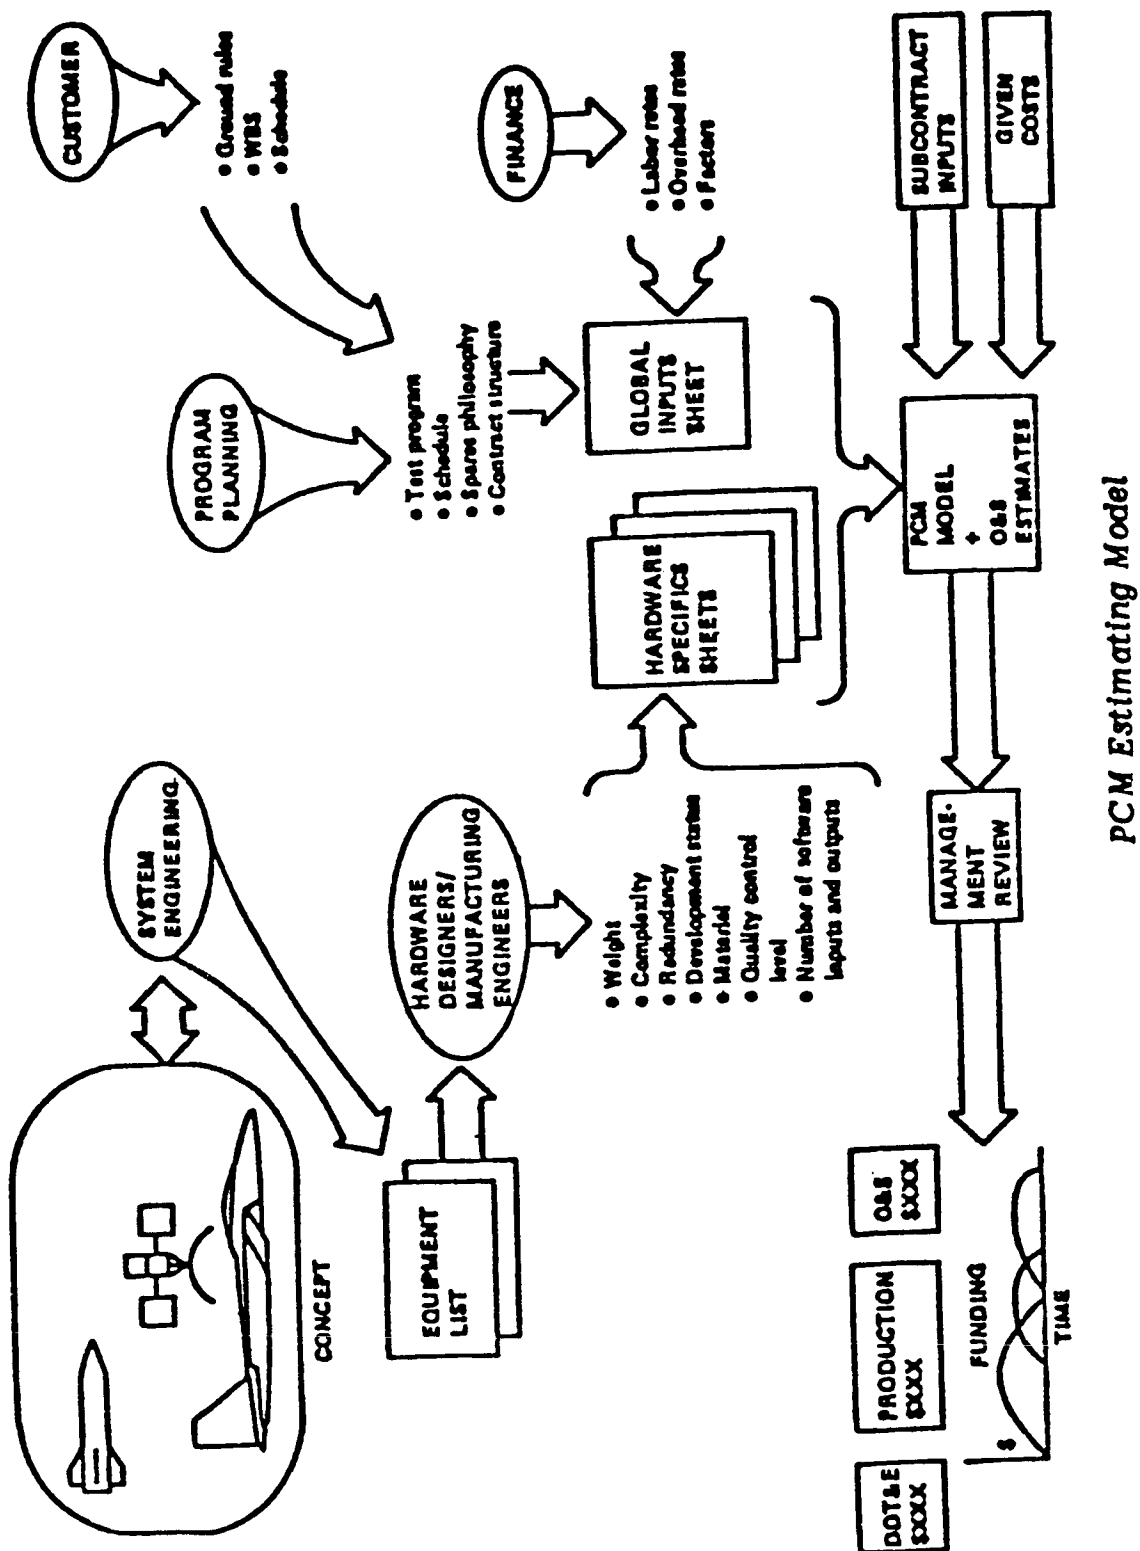 CONCEPT
SYSTEM
ENGINEERING
PROGRAM
PLANNING
CUSTOMER
• Ground rules
• WBS
• Schedule
EQUIPMENT
LIST
HARDWARE
DESIGNERS/
MANUFACTURING
ENGINEERS
• Test program
• Schedule
• Spares philosophy
• Contract structure
FINANCE
• Labor rates
• Overhead rates
• Factors
• Weight
• Complexity
• Redundancy
• Development status
• Material
• Quality control
level
• Number of software
inputs and outputs
HARDWARE
SPECIFICS
SHEETS
GLOBAL
INPUTS
SHEET
DDT&E
$XXX
PRODUCTION
$XXX
O&S
$XXX
$
FUNDING
TIME
MANAGE-
MENT
REVIEW
PCM
MODEL
+
O&S
ESTIMATES
SUBCONTRACT
INPUTS
GIVEN
COSTS
PCM Estimating Model